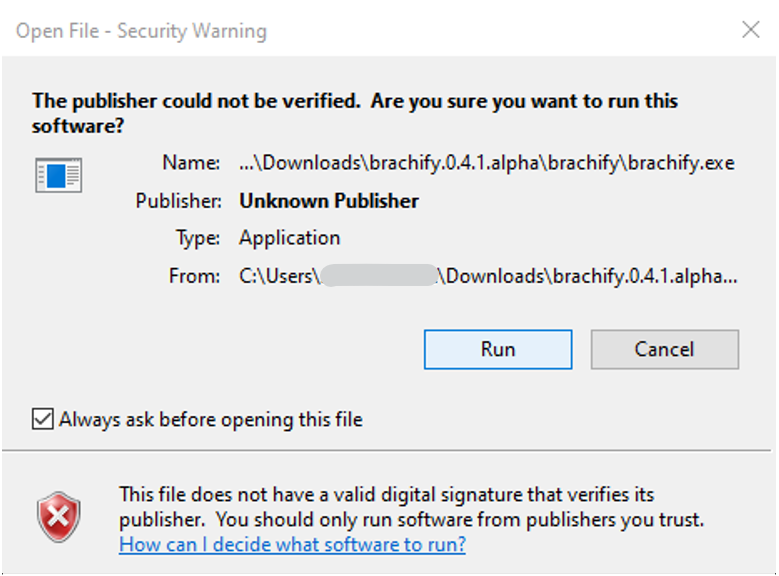 Open File - Security Warning
The publisher could not be verified.  Are you sure you want to run this
software?
Name: ...\Downloads\brachify.0.4.1.alpha\brachify\brachify.exe
Publisher: Unknown Publisher
Type: Application
From: C:\Users\ \Downloads\brachify.0.4.1.alpha...
Run Cancel
Always ask before opening this file
This file does not have a valid digital signature that verifies its
publisher.  You should only run software from publishers you trust.
How can I decide what software to run?